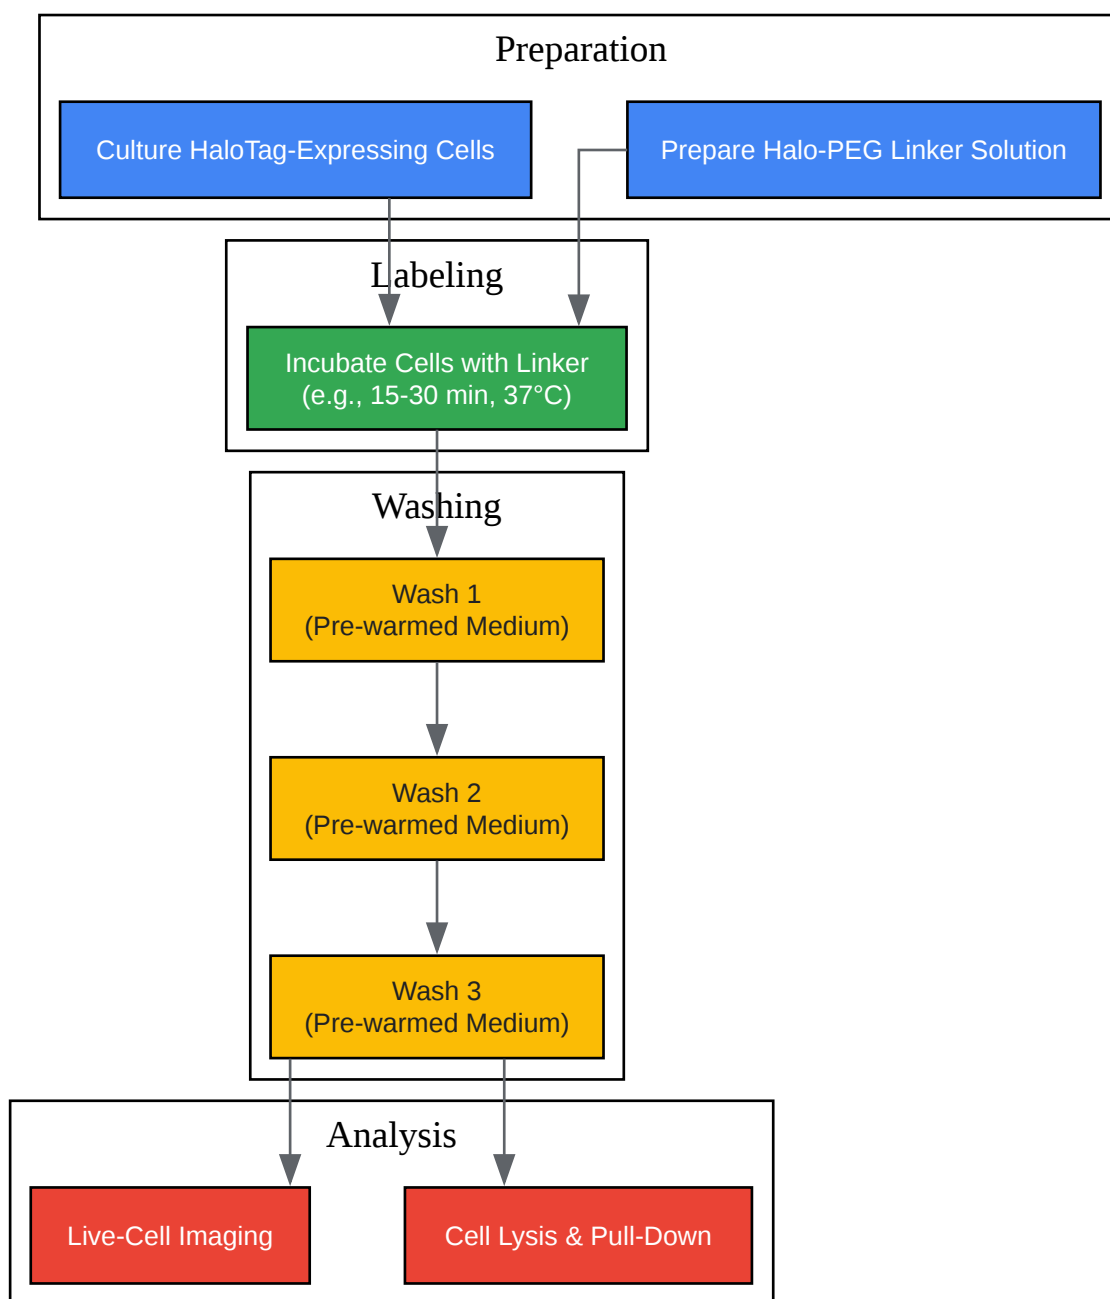 Preparation
Culture HaloTag-Expressing Cells
Prepare Halo-PEG Linker Solution
Labeling
Incubate Cells with Linker
(e.g., 15-30 min, 37°C)
Washing
Wash 1
(Pre-warmed Medium)
Wash 2
(Pre-warmed Medium)
Wash 3
(Pre-warmed Medium)
Analysis
Live-Cell Imaging
Cell Lysis & Pull-Down